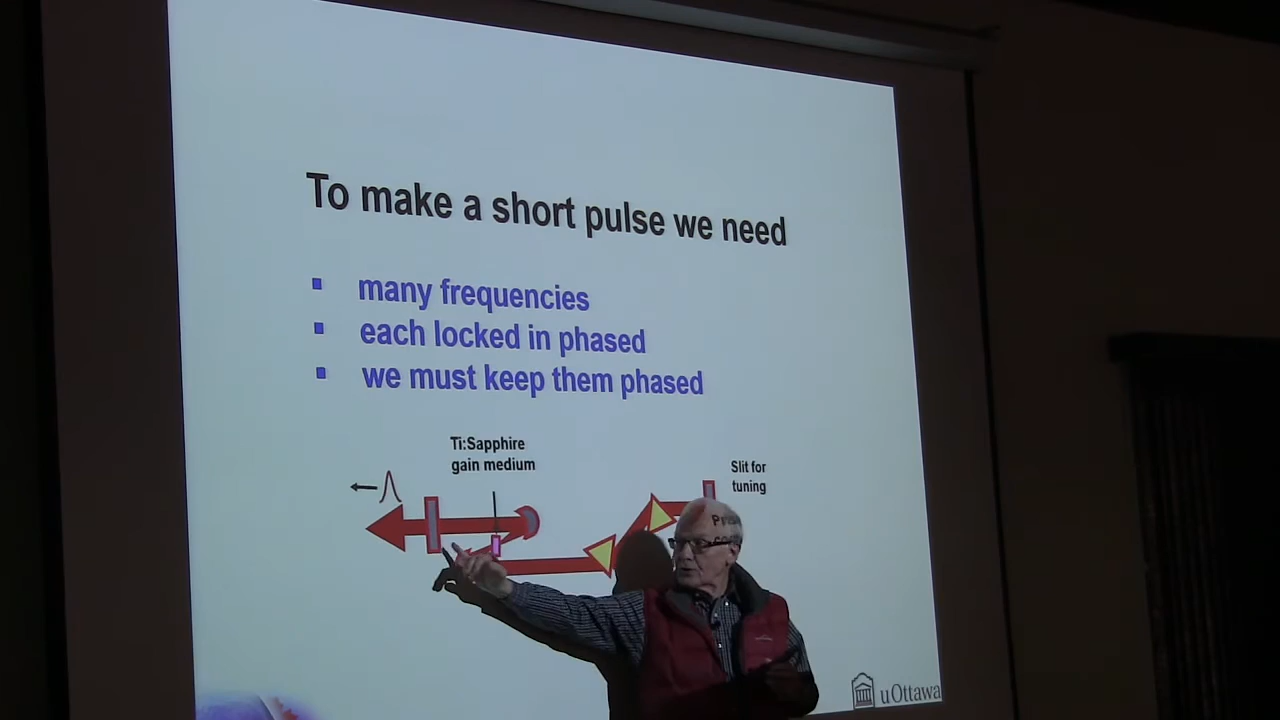 To make a short pulse we need
▪ many frequencies
▪ each locked in phased
▪ we must keep them phased
Ti:Sapphire
gain medium
Slit for
tuning
uOttawa